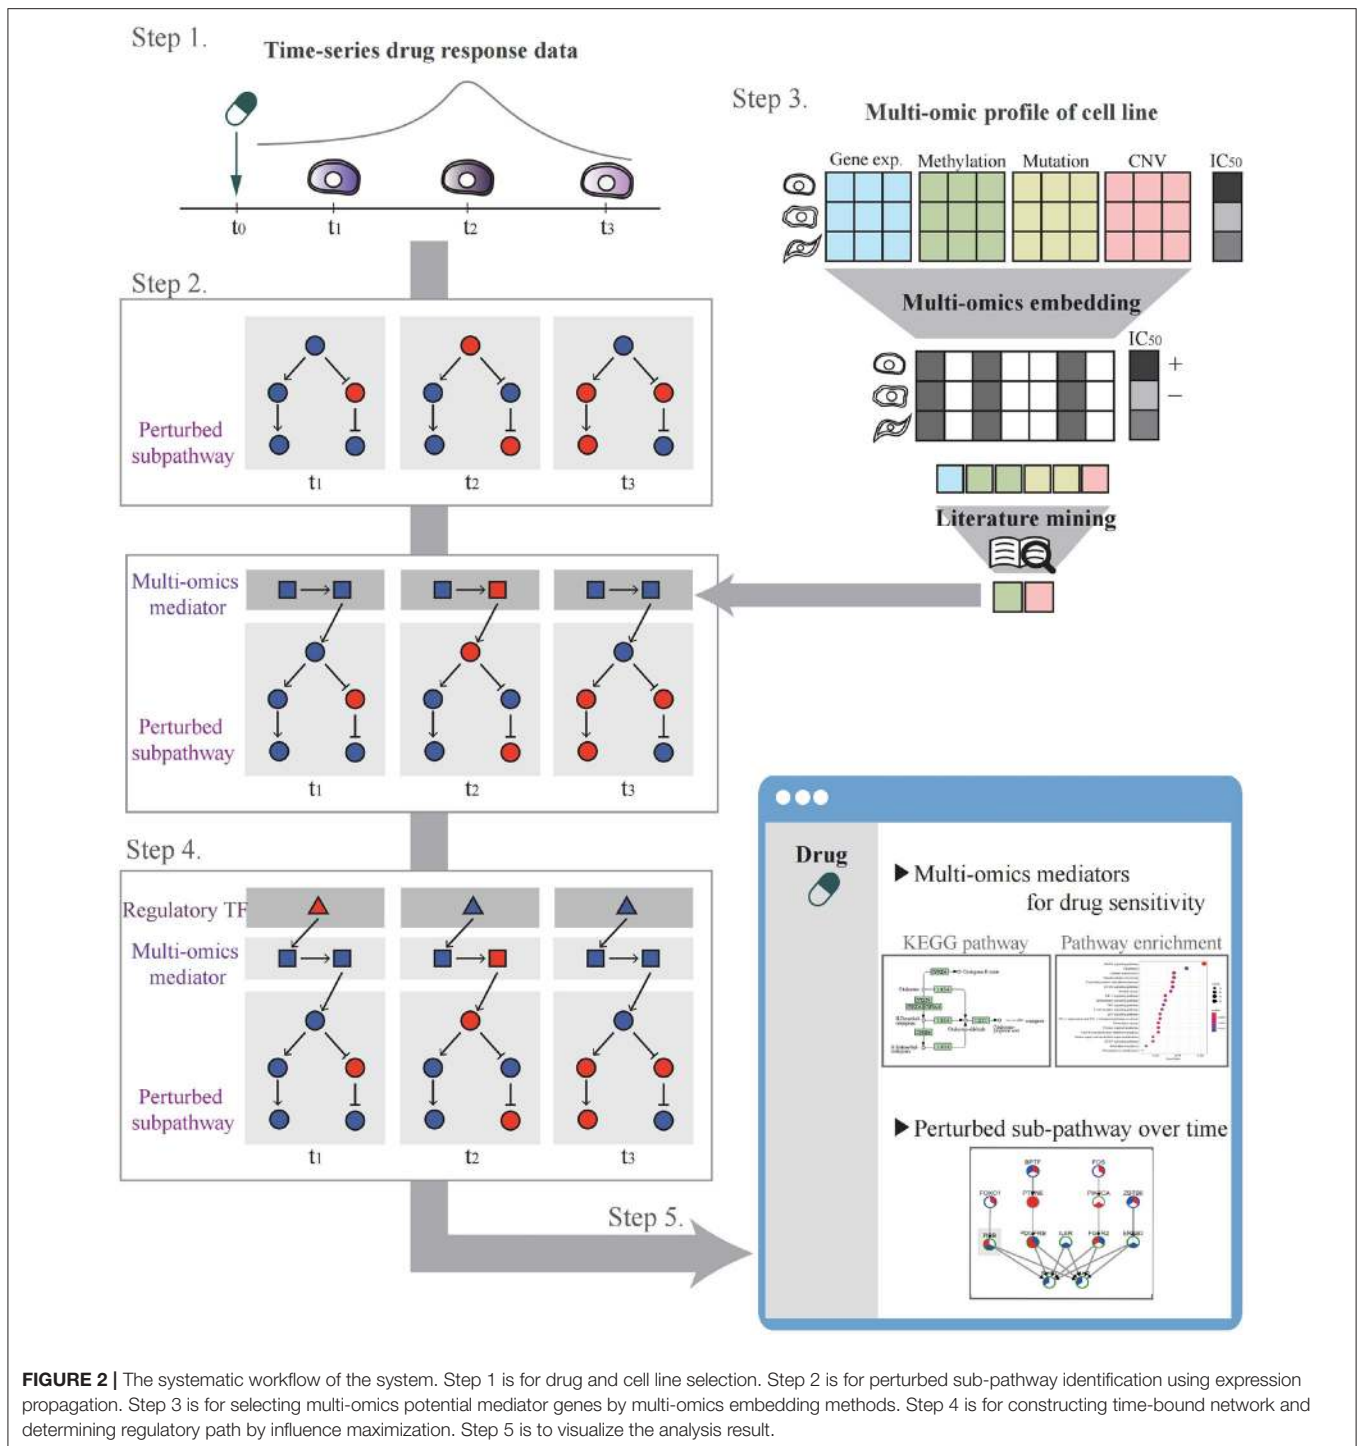 Step 1.
Time-series drug response data
t0
t1
t2
t3
Step 2.
Perturbed
subpathway
t1
t2
t3
Step 3.
Multi-omic profile of cell line
Gene exp.
Methylation
Mutation
CNV
IC50
Multi-omics embedding
IC50
+
−
Literature mining
Multi-omics
mediator
Perturbed
subpathway
t1
t2
t3
Step 4.
Regulatory TF
Multi-omics
mediator
Perturbed
subpathway
t1
t2
t3
Step 5.
Drug
▶ Multi-omics mediators
for drug sensitivity
KEGG pathway
Pathway enrichment
▶ Perturbed sub-pathway over time
BPTF
FOS
FOXO1
FIGURE 2 | The systematic workflow of the system. Step 1 is for drug and cell line selection. Step 2 is for perturbed sub-pathway identification using expression
propagation. Step 3 is for selecting multi-omics potential mediator genes by multi-omics embedding methods. Step 4 is for constructing time-bound network and
determining regulatory path by influence maximization. Step 5 is to visualize the analysis result.